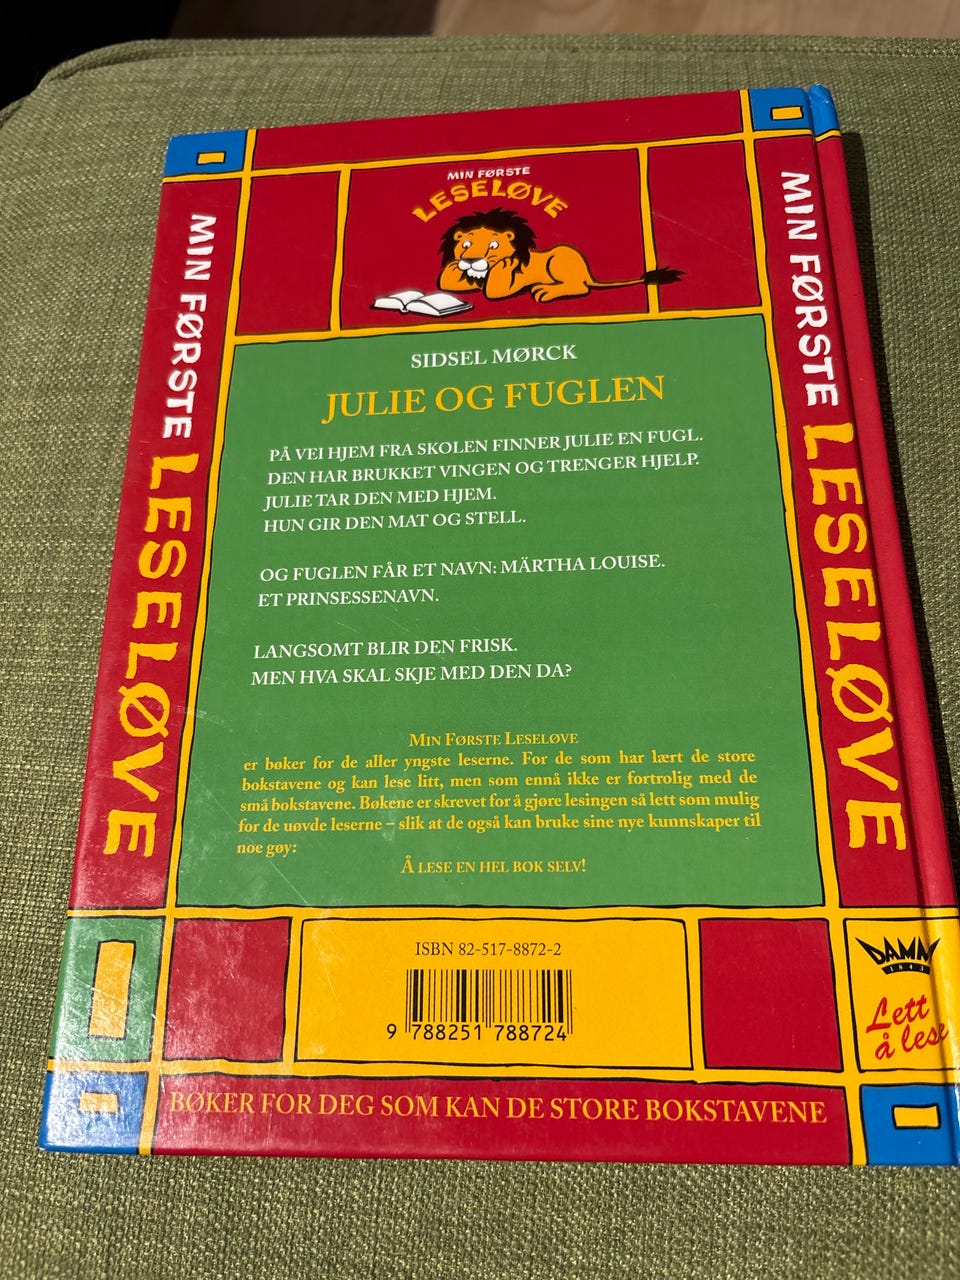 MIN FØRSTE
LESELØVE
MIN FØRSTE LESELØVE
MIN FØRSTE LESELØVE
SIDSEL MØRCK
JULIE OG FUGLEN
PÅ VEI HJEM FRA SKOLEN FINNER JULIE EN FUGL.
DEN HAR BRUKKET VINGEN OG TRENGER HJELP.
JULIE TAR DEN MED HJEM.
HUN GIR DEN MAT OG STELL.
OG FUGLEN FÅR ET NAVN: MÄRTHA LOUISE.
ET PRINSESSENAVN.
LANGSOMT BLIR DEN FRISK.
MEN HVA SKAL SKJE MED DEN DA?
MIN FØRSTE LESELØVE
er bøker for de aller yngste leserne. For de som har lært de store
bokstavene og kan lese litt, men som ennå ikke er fortrolig med de
små bokstavene. Bøkene er skrevet for å gjøre lesingen så lett som mulig
for de uøvde leserne – slik at de også kan bruke sine nye kunnskaper til
noe gøy:
Å LESE EN HEL BOK SELV!
ISBN 82-517-8872-2
9 788251 788724
DAMM
1843
Lett
å lese
BØKER FOR DEG SOM KAN DE STORE BOKSTAVENE